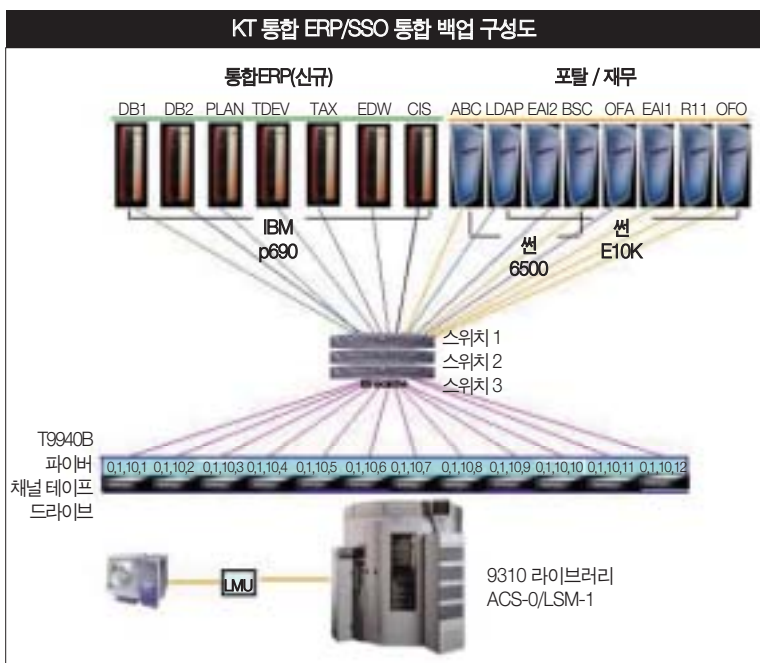 KT 통합 ERP/SSO 통합 백업 구성도
통합ERP(신규)
포탈 / 재무
DB1 DB2 PLAN TDEV TAX EDW CIS ABC LDAP EAI2 BSC OFA EAI1 R11 OFO
IBM
p690
썬
6500
썬
E10K
스위치 1
스위치 2
스위치 3
T9940B
파이버
채널 테이프
드라이브
0,1,10,1 0,1,10,2 0,1,10,3 0,1,10,4 0,1,10,5 0,1,10,6 0,1,10,7 0,1,10,8 0,1,10,9 0,1,10,10 0,1,10,11 0,1,10,12
LMU
9310 라이브러리
ACS-0/LSM-1